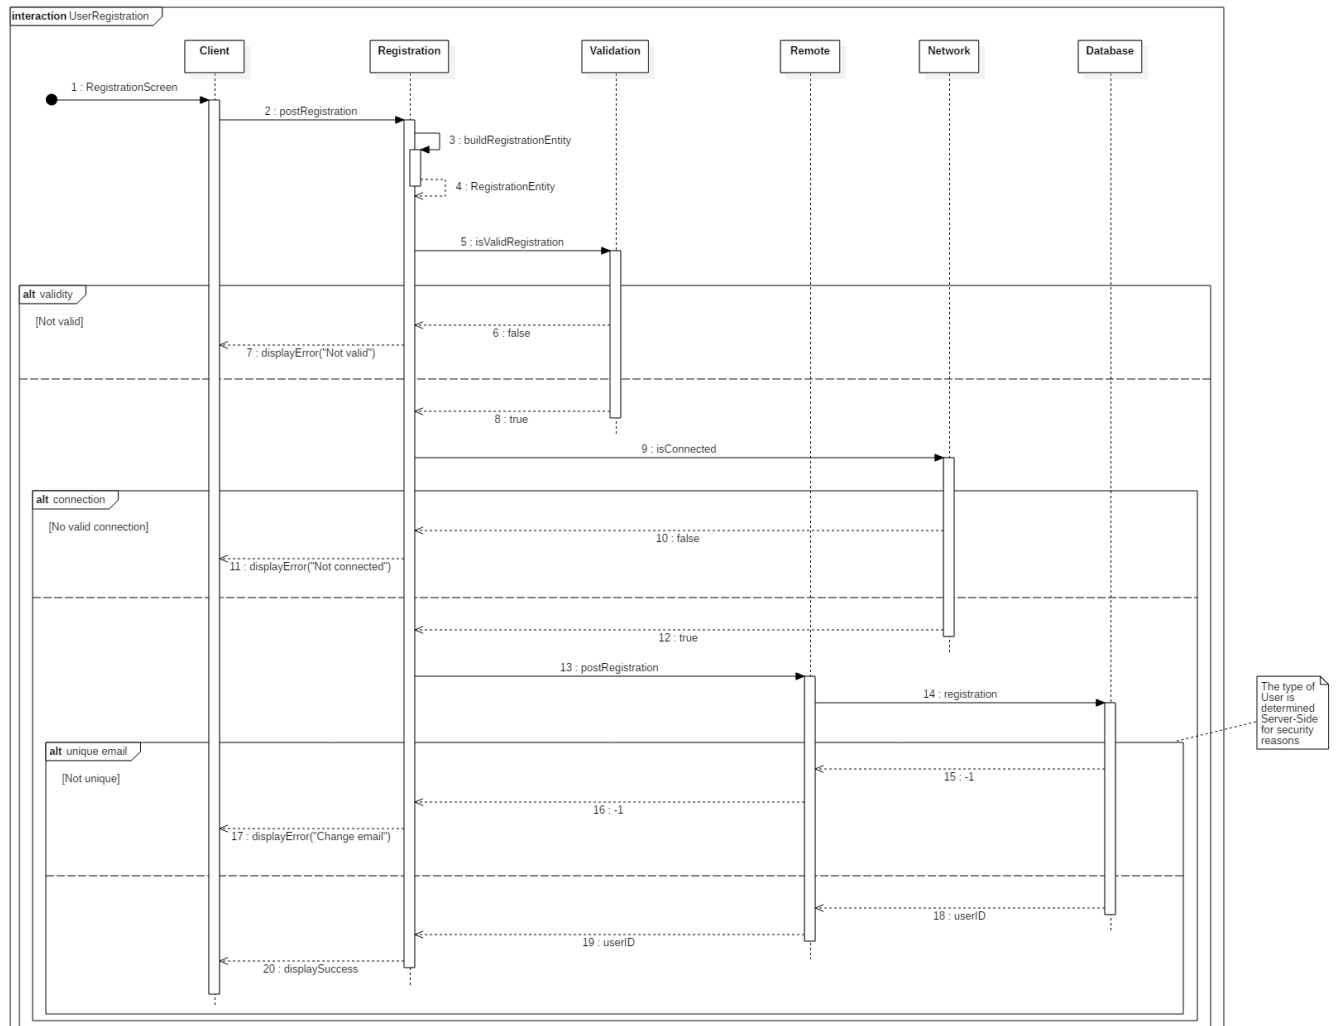 interaction UserRegistration
Client
Registration
Validation
Remote
Network
Database
1 : RegistrationScreen
2 : postRegistration
3 : buildRegistrationEntity
4 : RegistrationEntity
5 : isValidRegistration
alt validity
[Not valid]
6 : false
7 : displayError("Not valid")
8 : true
9 : isConnected
alt connection
[No valid connection]
10 : false
11 : displayError("Not connected")
12 : true
13 : postRegistration
14 : registration
The type of
User is
determined
Server-Side
for security
reasons
alt unique email
[Not unique]
15 : -1
16 : -1
17 : displayError("Change email")
18 : userID
19 : userID
20 : displaySuccess